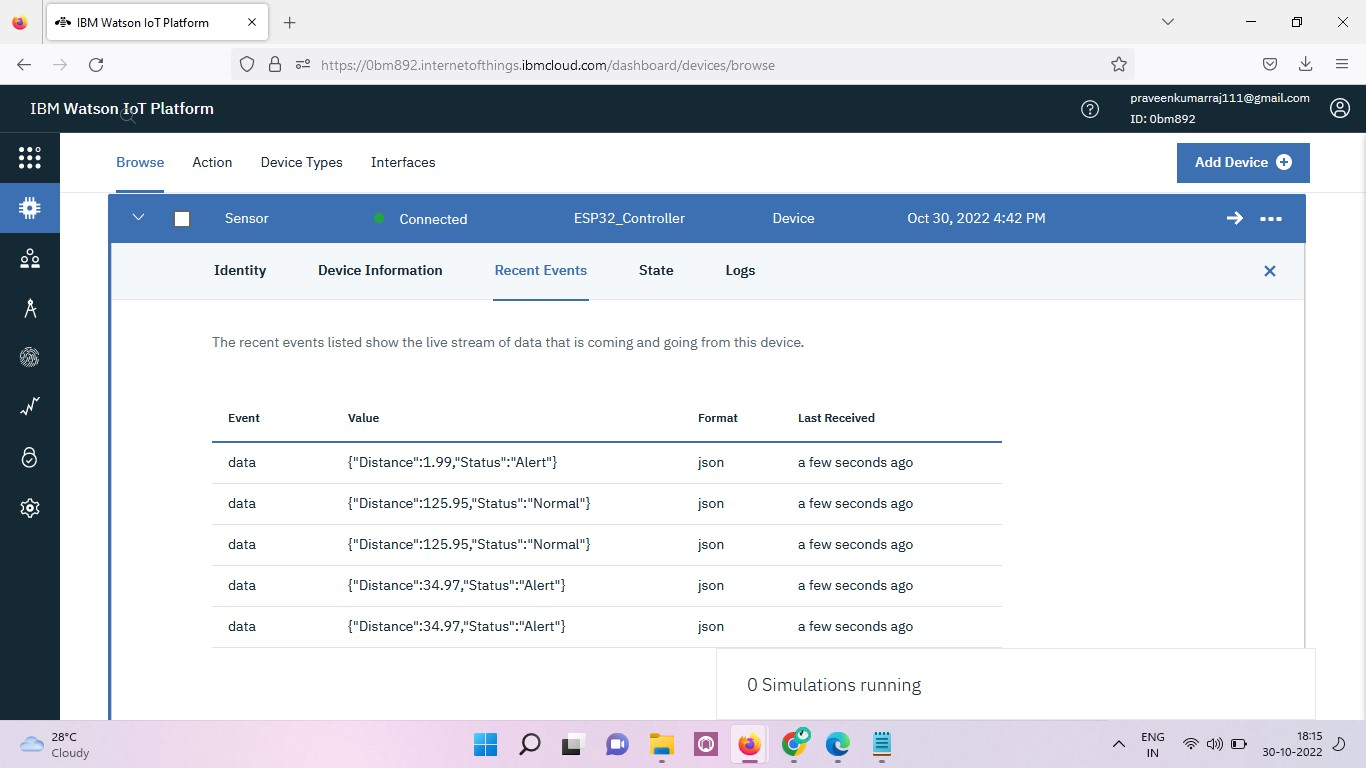 IBM Watson IoT Platform
https://0bm892.internetofthings.ibmcloud.com/dashboard/devices/browse
IBM Watson IoT Platform
praveenkumarraj111@gmail.com
ID: 0bm892
Browse Action Device Types Interfaces
Add Device
Sensor Connected ESP32_Controller Device Oct 30, 2022 4:42 PM
Identity Device Information Recent Events State Logs
The recent events listed show the live stream of data that is coming and going from this device.
Event Value Format Last Received
data {"Distance":1.99,"Status":"Alert"} json a few seconds ago
data {"Distance":125.95,"Status":"Normal"} json a few seconds ago
data {"Distance":125.95,"Status":"Normal"} json a few seconds ago
data {"Distance":34.97,"Status":"Alert"} json a few seconds ago
data {"Distance":34.97,"Status":"Alert"} json a few seconds ago
0 Simulations running
28°C
Cloudy
ENG
IN
18:15
30-10-2022